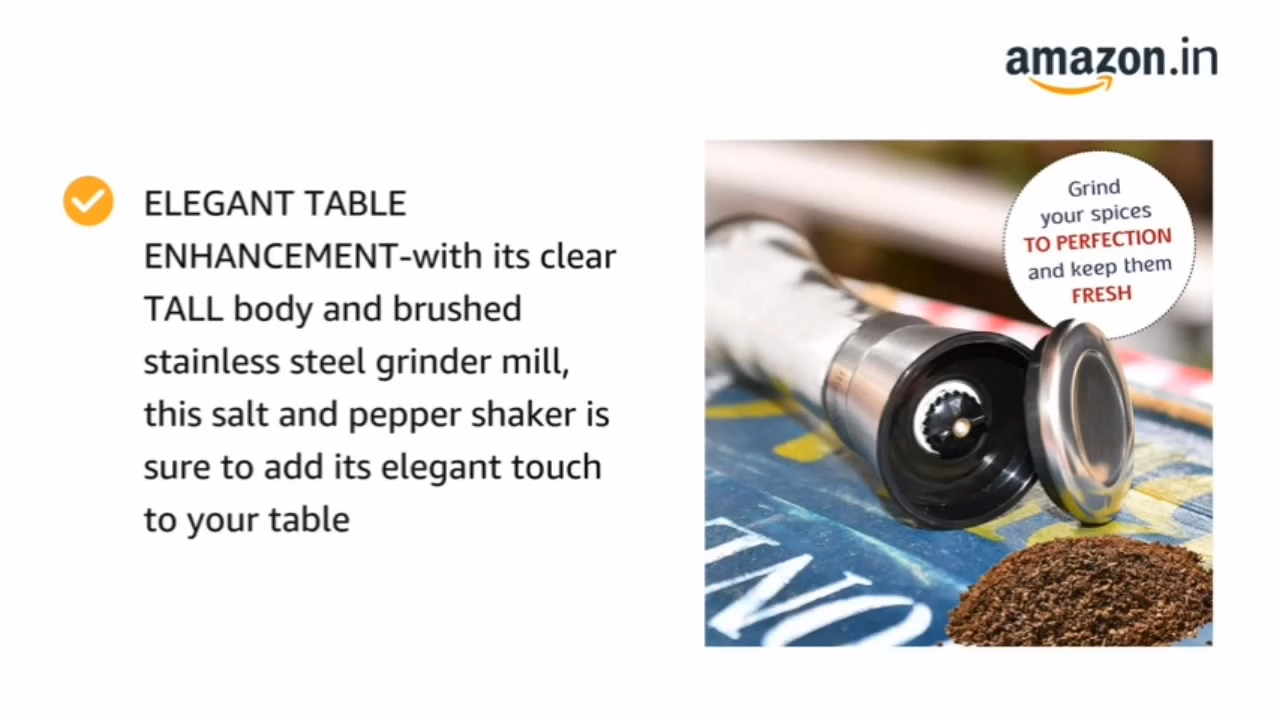 amazon.in
ELEGANT TABLE
ENHANCEMENT-with its clear
TALL body and brushed
stainless steel grinder mill,
this salt and pepper shaker is
sure to add its elegant touch
to your table
Grind
your spices
TO PERFECTION
and keep them
FRESH